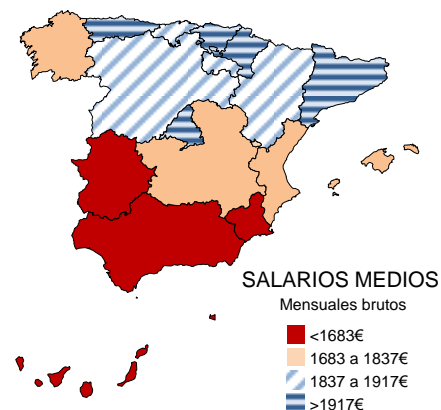 SALARIOS MEDIOS
Mensuales brutos
<1683€
1683 a 1837€
1837 a 1917€
>1917€